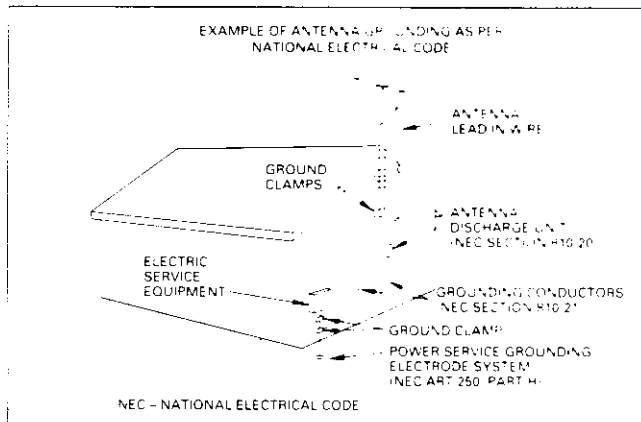 EXAMPLE OF ANTENNA GROUNDING AS PER
NATIONAL ELECTRICAL CODE
ANTENNA
LEAD IN WIRE
GROUND
CLAMPS
ANTENNA
DISCHARGE UNIT
(NEC SECTION 810-20
ELECTRIC
SERVICE
EQUIPMENT
GROUNDING CONDUCTORS
NEC SECTION 810-21
GROUND CLAMP
POWER SERVICE GROUNDING
ELECTRODE SYSTEM
(NEC ART 250 PART H)
NEC – NATIONAL ELECTRICAL CODE